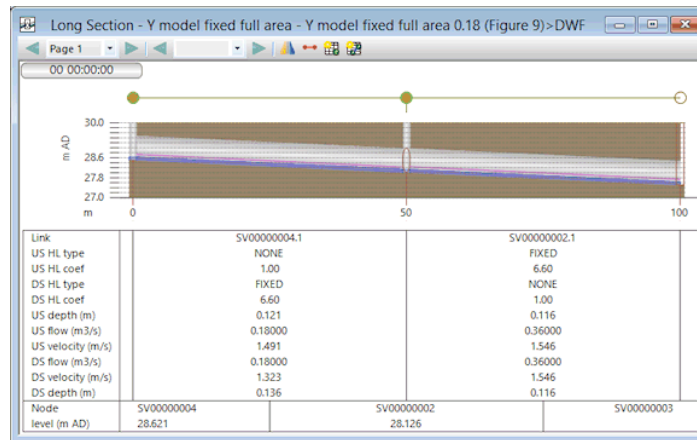 Long Section - Y model fixed full area - Y model fixed full area 0.18 (Figure 9)>DWF
Page 1
00 00:00:00
30.0
m AD
28.6
27.8
27.0
m 0 50 100
Link SV00000004.1 SV00000002.1
US HL type NONE FIXED
US HL coef 1.00 6.60
DS HL type FIXED NONE
DS HL coef 6.60 1.00
US depth (m) 0.121 0.116
US flow (m3/s) 0.18000 0.36000
US velocity (m/s) 1.491 1.546
DS flow (m3/s) 0.18000 0.36000
DS velocity (m/s) 1.323 1.546
DS depth (m) 0.136 0.116
Node SV00000004 SV00000002 SV00000003
level (m AD) 28.621 28.126